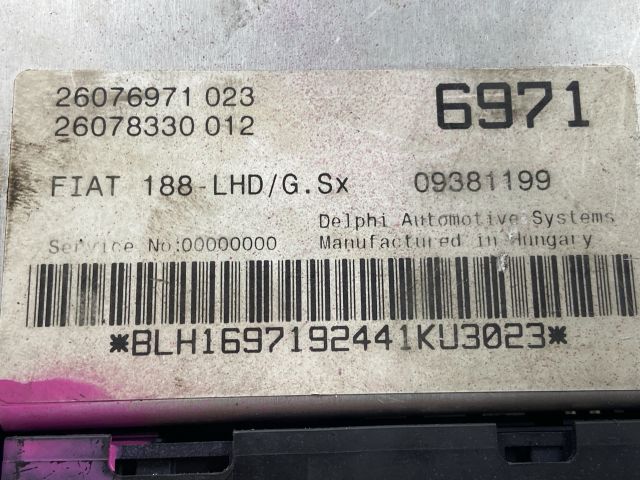 26076971 023
26078330 012
6971
FIAT 188-LHD/G.Sx 09381199
Delphi Automotive Systems
Service No:00000000 Manufactured in Hungary
*BLH1697192441KU3023*